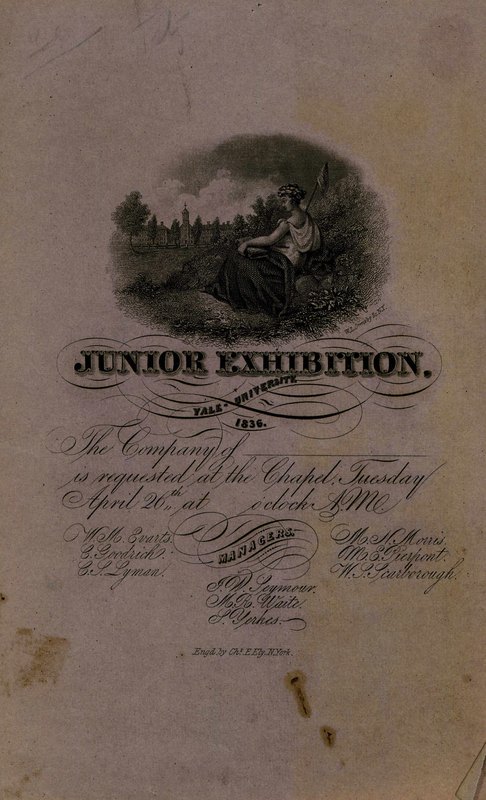 JUNIOR EXHIBITION.
YALE UNIVERSITY
1836.
The Company of
is requested at the Chapel, Tuesday
April 26th, at o'clock A.M.
MANAGERS.
W. M. Evarts.
C. Goodrich.
C. S. Lyman.
J. W. Seymour.
M. R. Waite.
S. Yerkes.
M. N. Morris.
M. E. Pierpont.
W. S. Scarborough.
Engd. by Chs. E. Ely, N. York.